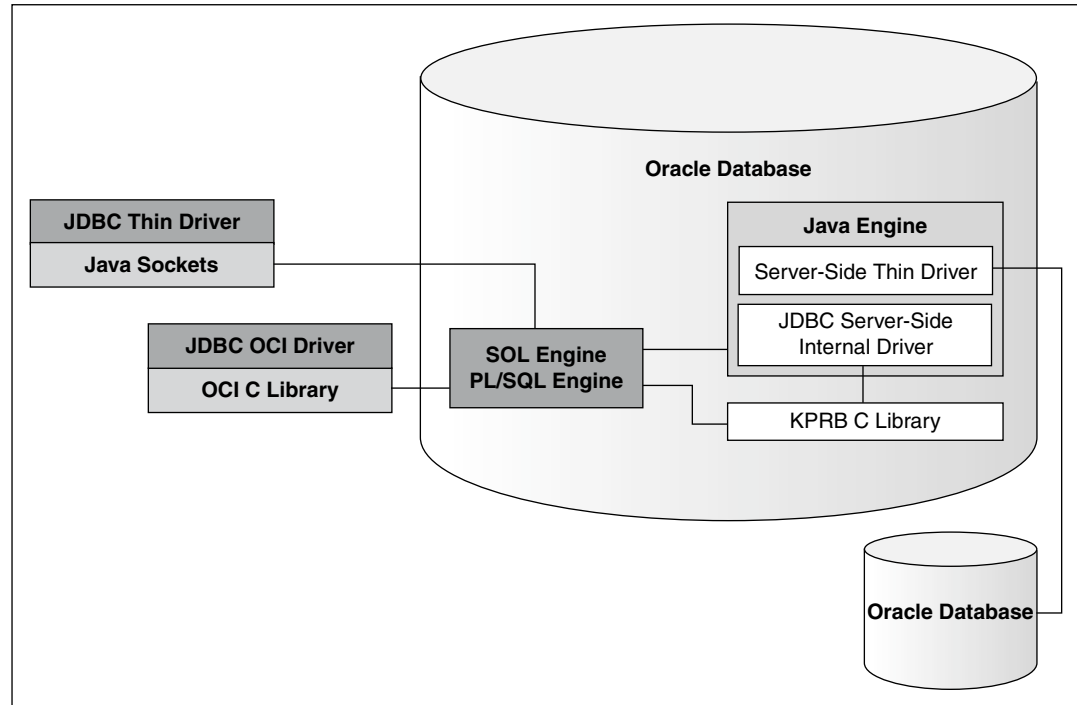 Oracle Database
JDBC Thin Driver
Java Sockets
JDBC OCI Driver
OCI C Library
SOL Engine
PL/SQL Engine
Java Engine
Server-Side Thin Driver
JDBC Server-Side
Internal Driver
KPRB C Library
Oracle Database